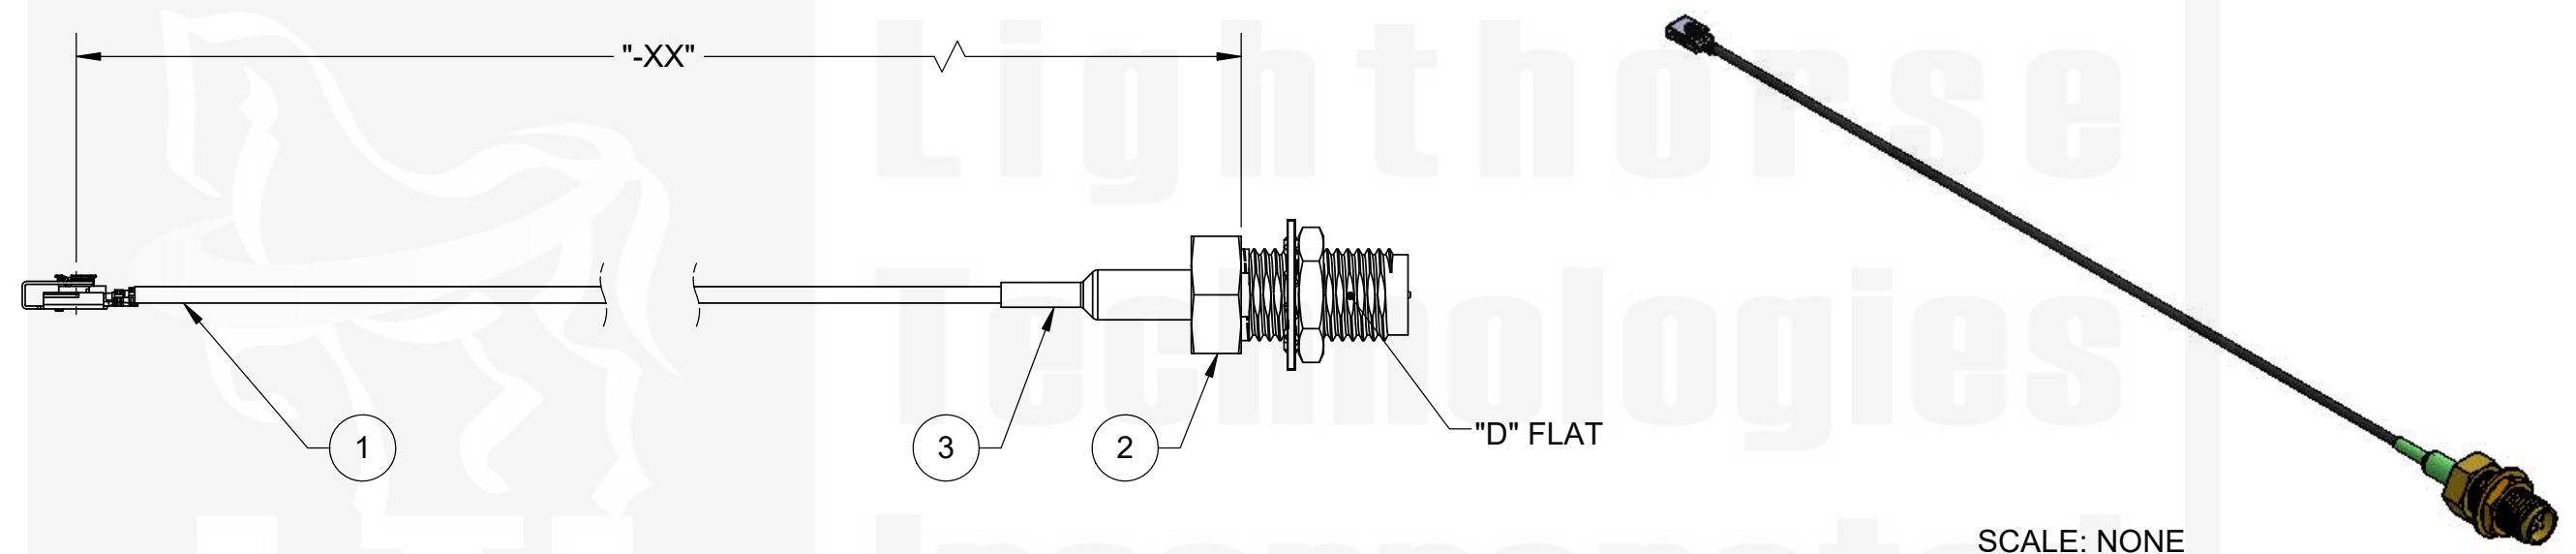 "-XX"
Lighthorse
Technologies
1
3
2
"D" FLAT
SCALE: NONE